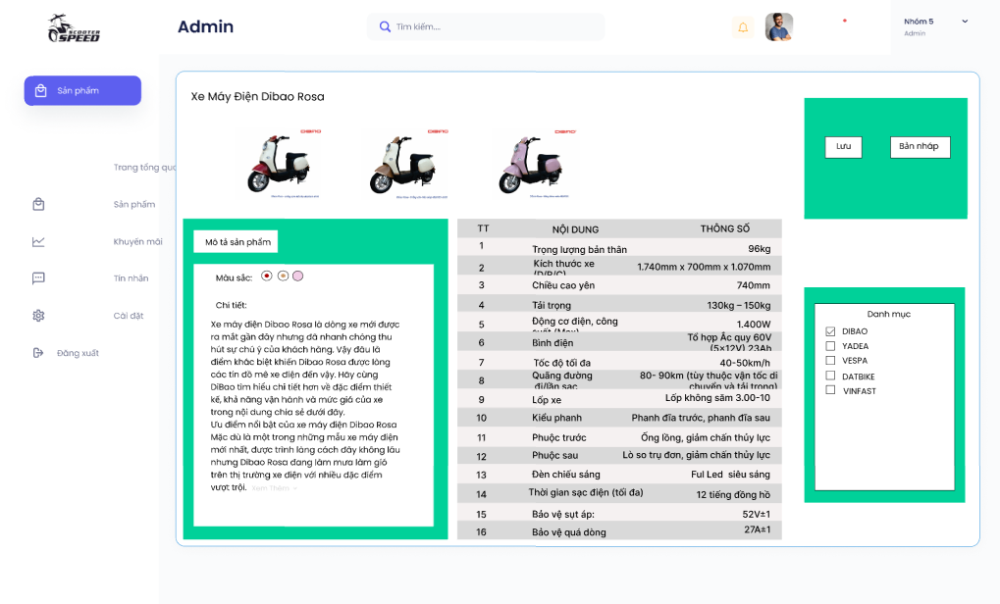 SCOOTER
SPEED
Admin
Tìm kiếm...
Nhóm 5
Admin
Sản phẩm
Trang tổng qua
Sản phẩm
Khuyến mãi
Tin nhắn
Cài đặt
Đăng xuất
Xe Máy Điện Dibao Rosa
Lưu
Bản nháp
Mô tả sản phẩm
Màu sắc:
Chi tiết:
Xe máy điện Dibao Rosa là dòng xe mới được
ra mắt gần đây nhưng đã nhanh chóng thu
hút sự chú ý của khách hàng. Vậy đâu là
điểm khác biệt khiến Dibao Rosa được lòng
các tín đồ mê xe điện đến vậy. Hãy cùng
DiBao tìm hiểu chi tiết hơn về đặc điểm thiết
kế, khả năng vận hành và mức giá của xe
trong nội dung chia sẻ dưới đây.
Ưu điểm nổi bật của xe máy điện Dibao Rosa
Mặc dù là một trong những mẫu xe máy điện
mới nhất, được trình làng cách đây không lâu
nhưng Dibao Rosa đang làm mưa làm gió
trên thị trường xe điện với nhiều đặc điểm
vượt trội. Xem Thêm
TT NỘI DUNG THÔNG SỐ
1 Trọng lượng bản thân 96kg
2 Kích thước xe (D/R/C) 1.740mm x 700mm x 1.070mm
3 Chiều cao yên 740mm
4 Tải trọng 130kg – 150kg
5 Động cơ điện, công suất (Max) 1.400W
6 Bình điện Tổ hợp Ắc quy 60V (5x12V) 23Ah
7 Tốc độ tối đa 40-50km/h
8 Quãng đường đi/lần sạc 80- 90km (tùy thuộc vận tốc di chuyển và tải trọng)
9 Lốp xe Lốp không săm 3.00-10
10 Kiểu phanh Phanh đĩa trước, phanh đĩa sau
11 Phuộc trước Ống lồng, giảm chấn thủy lực
12 Phuộc sau Lò so trụ đơn, giảm chấn thủy lực
13 Đèn chiếu sáng Ful Led siêu sáng
14 Thời gian sạc điện (tối đa) 12 tiếng đồng hồ
15 Bảo vệ sụt áp: 52V±1
16 Bảo vệ quá dòng 27A±1
Danh mục
DIBAO
YADEA
VESPA
DATBIKE
VINFAST